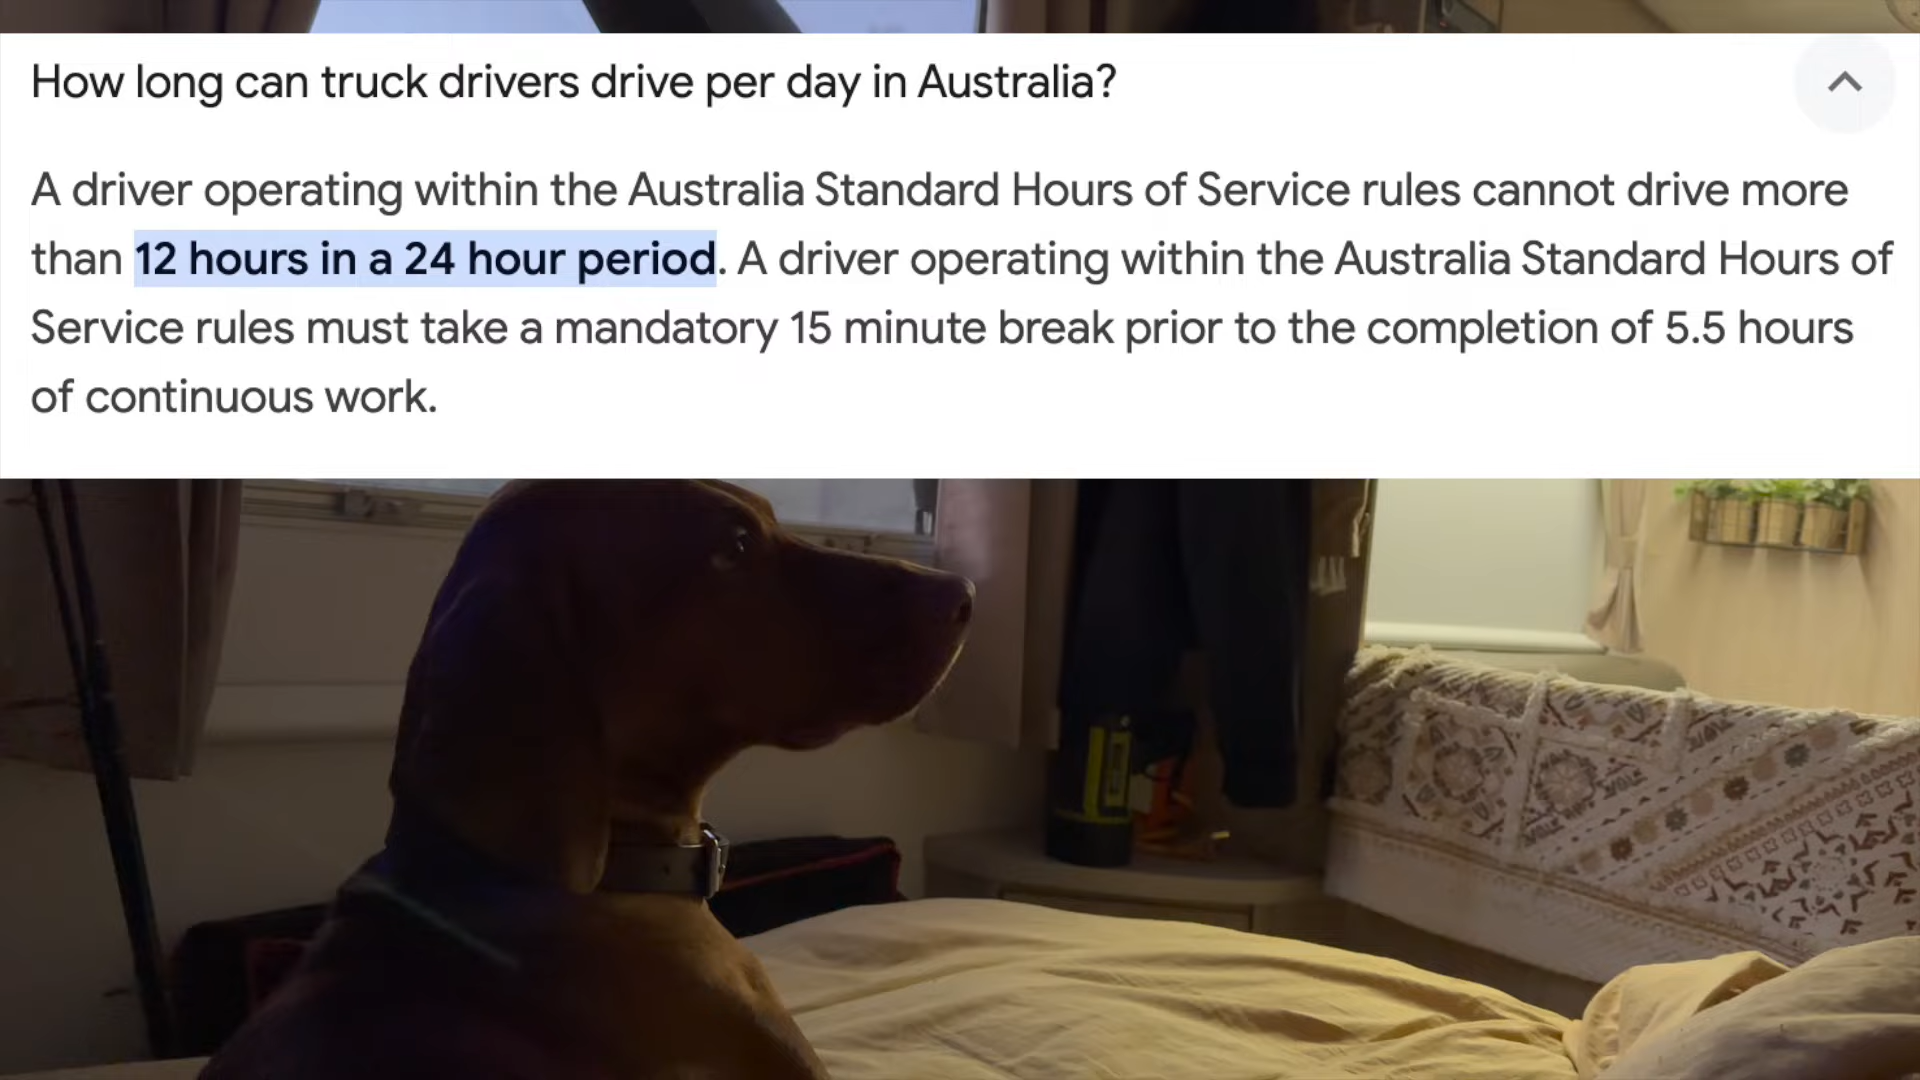 How long can truck drivers drive per day in Australia?
A driver operating within the Australia Standard Hours of Service rules cannot drive more
than 12 hours in a 24 hour period. A driver operating within the Australia Standard Hours of
Service rules must take a mandatory 15 minute break prior to the completion of 5.5 hours
of continuous work.